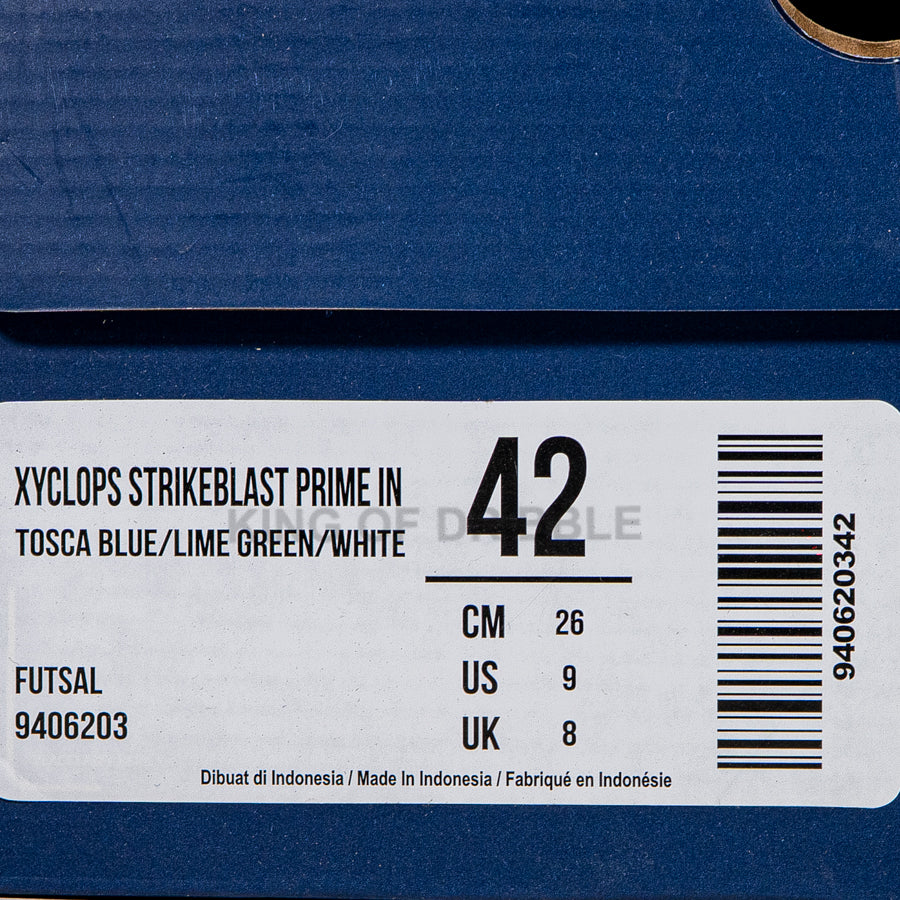 XYCLOPS STRIKEBLAST PRIME IN
TOSCA BLUE/LIME GREEN/WHITE
FUTSAL
9406203
42
KING OF DRIBBLE
CM 26
US 9
UK 8
940620342
Dibuat di Indonesia / Made In Indonesia / Fabriqué en Indonésie